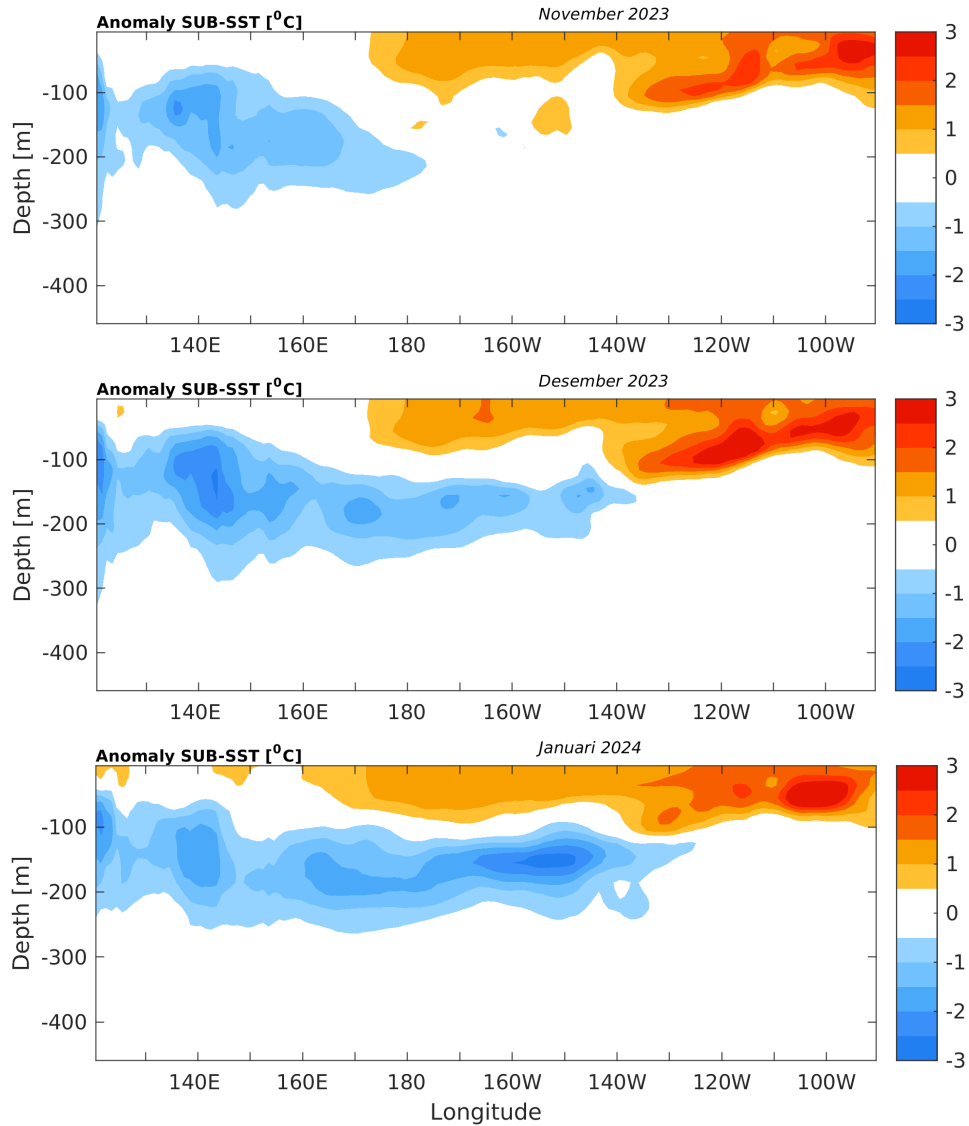 Anomaly SUB-SST [⁰C]
November 2023
Depth [m]
-100
-200
-300
-400
140E 160E 180 160W 140W 120W 100W
3
2
1
0
-1
-2
-3
Anomaly SUB-SST [⁰C]
Desember 2023
Depth [m]
-100
-200
-300
-400
140E 160E 180 160W 140W 120W 100W
3
2
1
0
-1
-2
-3
Anomaly SUB-SST [⁰C]
Januari 2024
Depth [m]
-100
-200
-300
-400
140E 160E 180 160W 140W 120W 100W
3
2
1
0
-1
-2
-3
Longitude